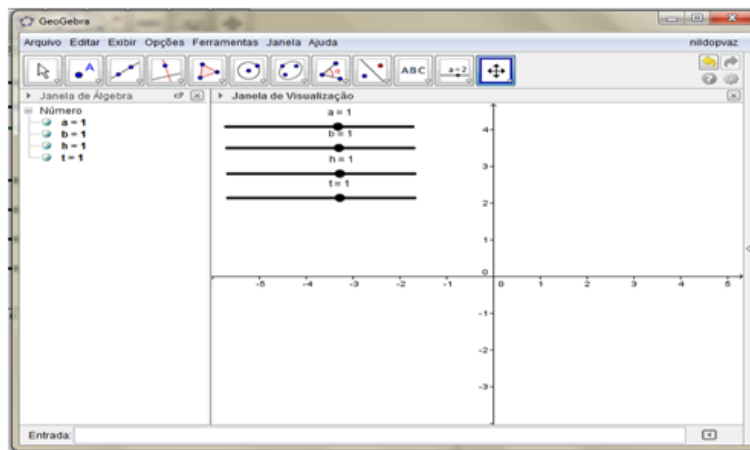 GeoGebra
Arquivo Editar Exibir Opções Ferramentas Janela Ajuda
nildopvaz
A
α
ABC
a=2
Janela de Álgebra
Janela de Visualização
Número
a = 1
b = 1
h = 1
t = 1
a = 1
b = 1
h = 1
t = 1
4
3
2
1
0
-5 -4 -3 -2 -1 0 1 2 3 4 5
-1
-2
-3
Entrada: